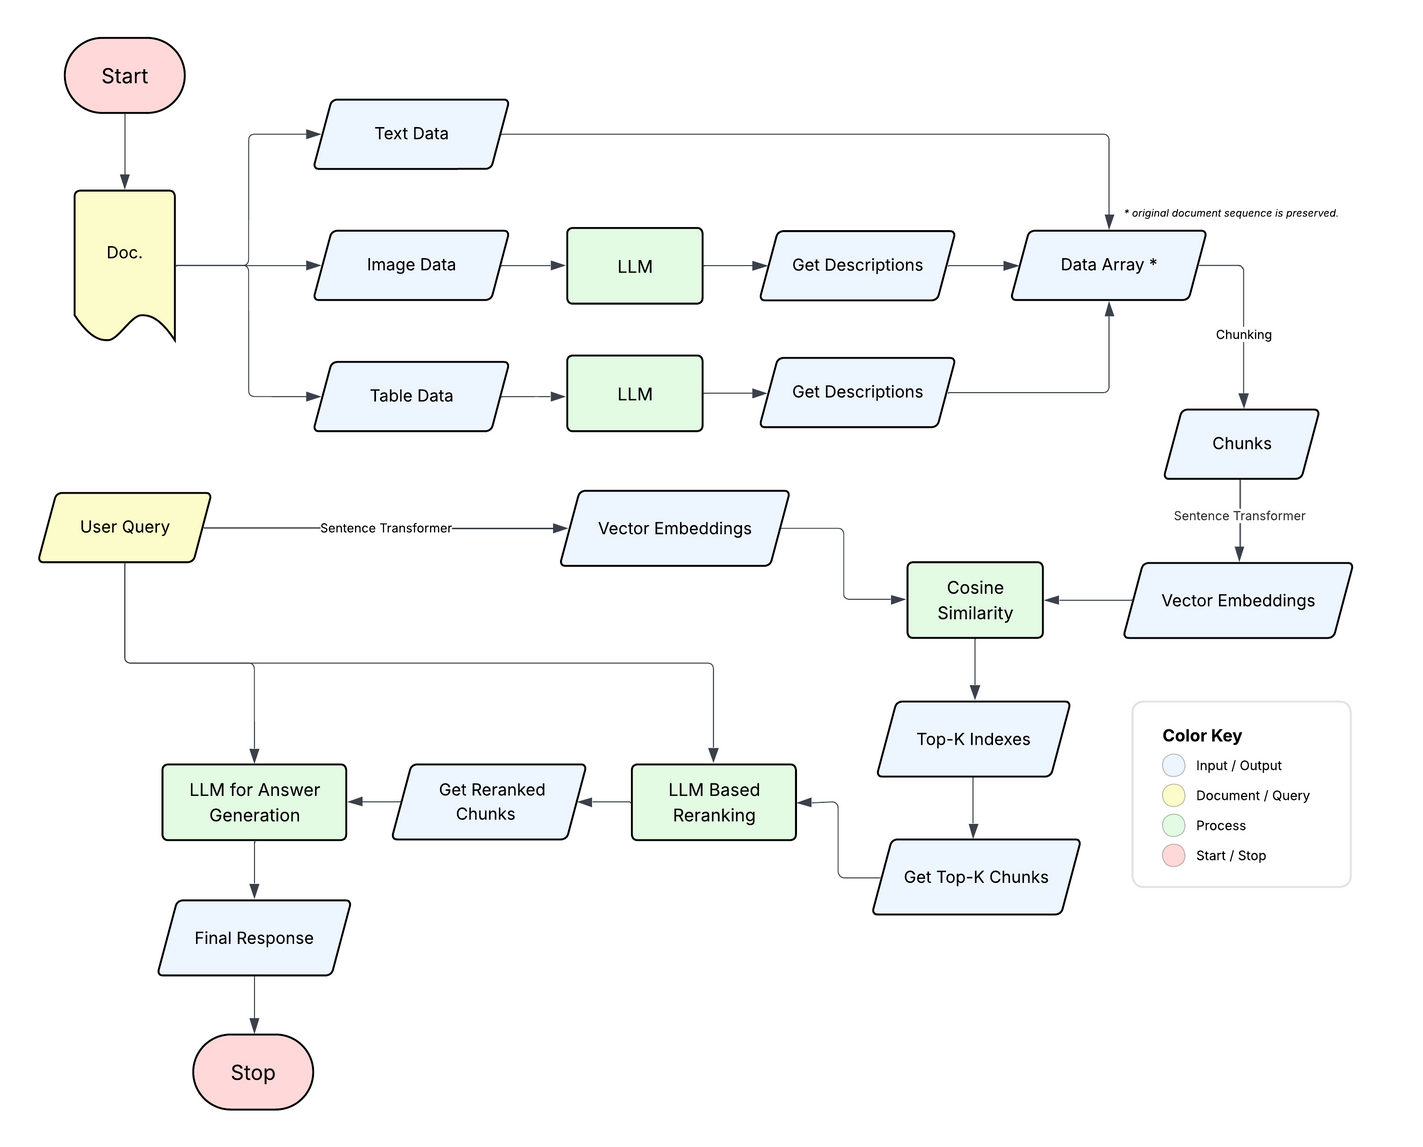 Start
Text Data
* original document sequence is preserved.
Doc.
Image Data
LLM
Get Descriptions
Data Array *
Chunking
Table Data
LLM
Get Descriptions
Chunks
Sentence Transformer
User Query
Sentence Transformer
Vector Embeddings
Cosine
Similarity
Vector Embeddings
Top-K Indexes
LLM for Answer
Generation
Get Reranked
Chunks
LLM Based
Reranking
Get Top-K Chunks
Color Key
Input / Output
Document / Query
Process
Start / Stop
Final Response
Stop